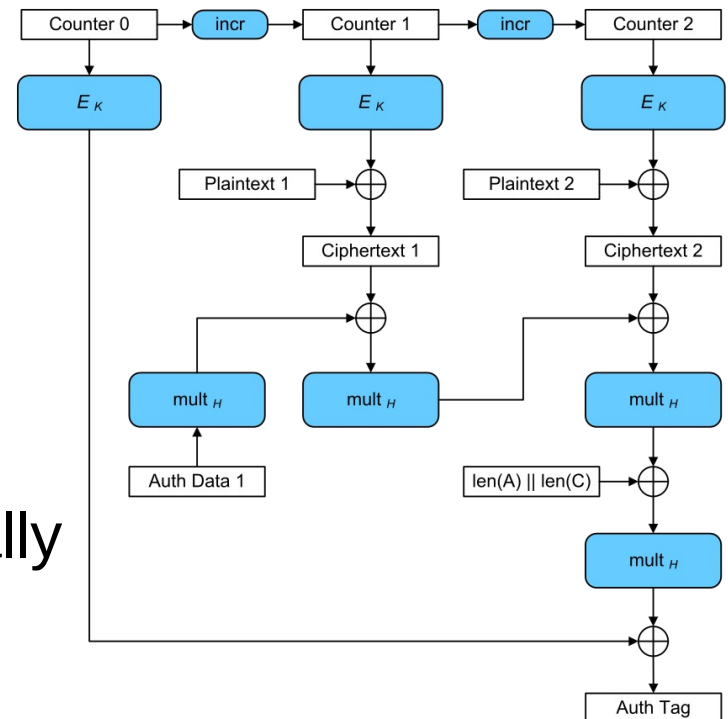 Counter 0 incr Counter 1 incr Counter 2
E K E K E K
Plaintext 1 Plaintext 2
Ciphertext 1 Ciphertext 2
mult H mult H mult H
Auth Data 1 len(A) || len(C)
mult H
Auth Tag